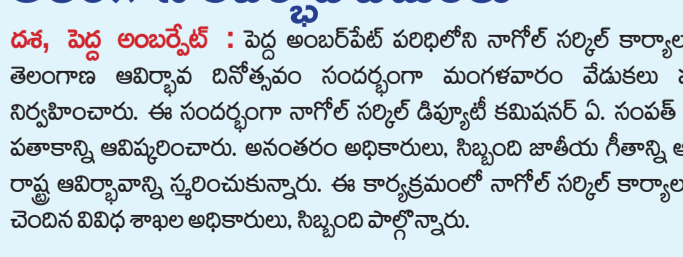 దశ, పెద్ద అంబర్పేట్ : పెద్ద అంబర్‌పేట్ పరిధిలోని నాగోల్ సర్కిల్
తెలంగాణ ఆవిర్భావ దినోత్సవం సందర్భంగా మంగళవారం వేడుకలు
నిర్వహించారు. ఈ సందర్భంగా నాగోల్ సర్కిల్ డిప్యూటీ కమిషనర్ ఏ. సంపత్
పతాకాన్ని ఆవిష్కరించారు. అనంతరం అధికారులు, సిబ్బంది జాతీయ గీతాన్ని
రాష్ట్ర ఆవిర్భావాన్ని స్మరించుకున్నారు. ఈ కార్యక్రమంలో నాగోల్ సర్కిల్
చెందిన వివిధ శాఖల అధికారులు, సిబ్బంది పాల్గొన్నారు.